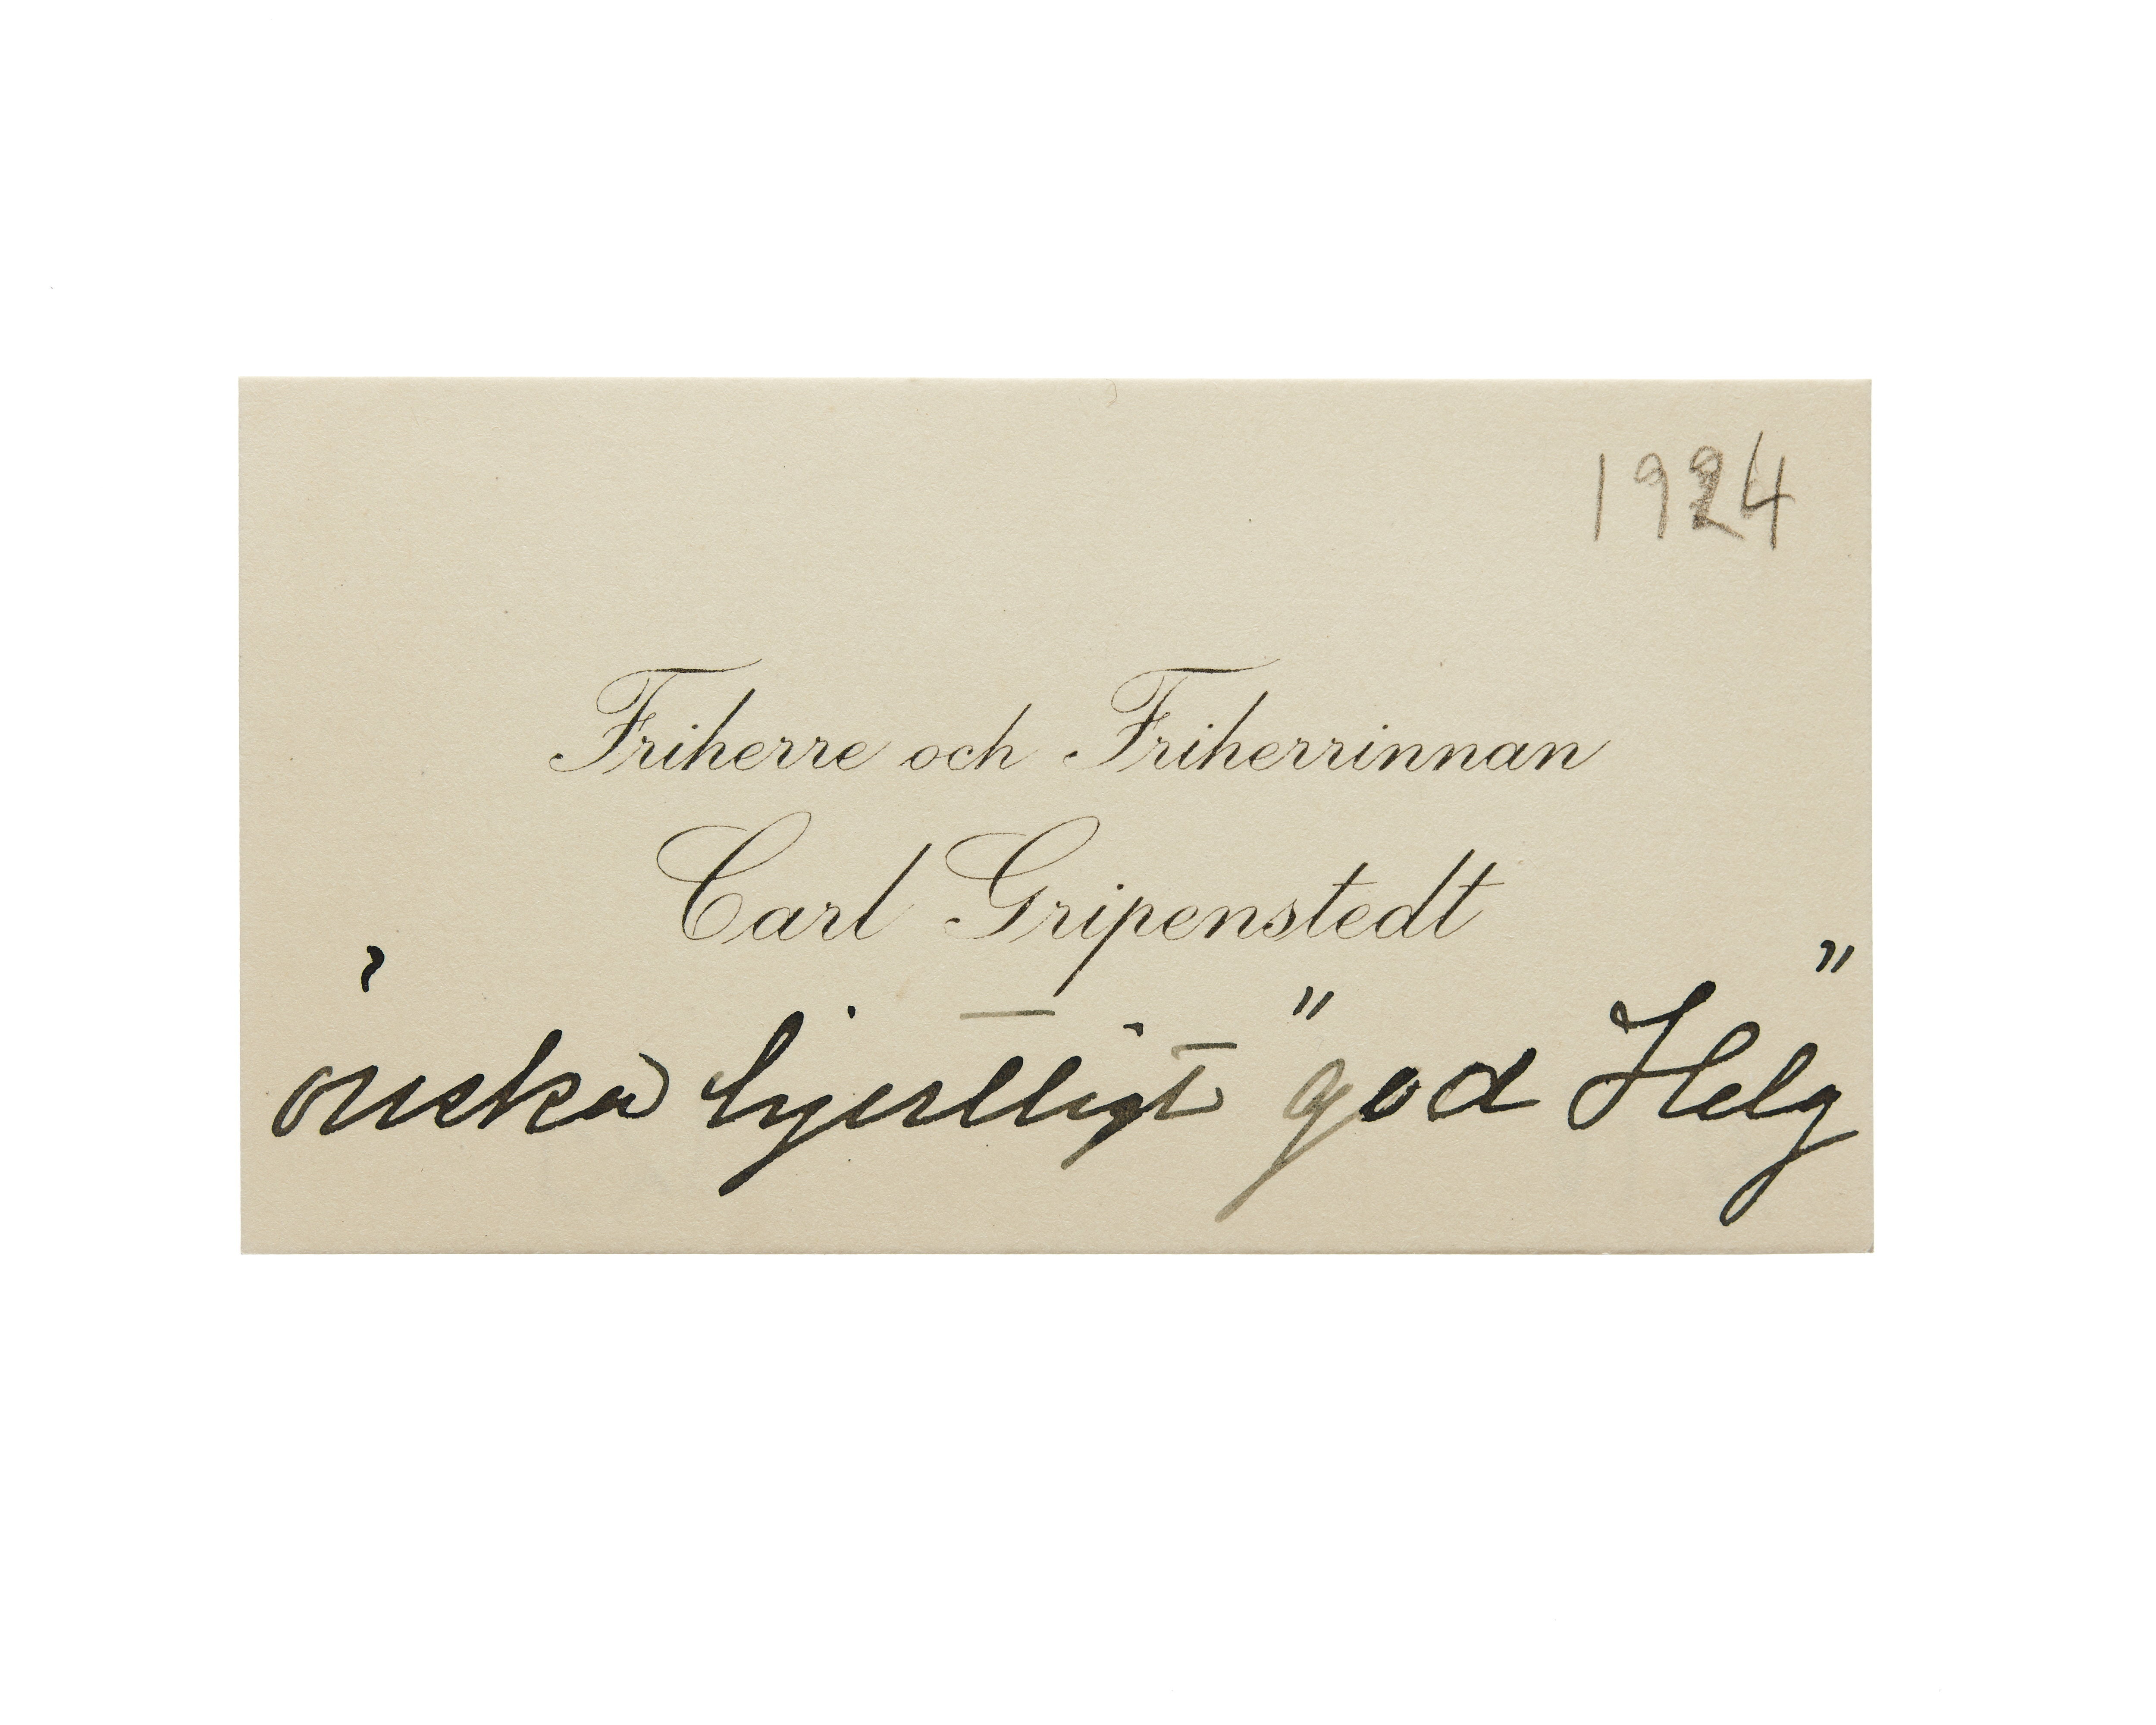 1924
Friherre och Friherrinnan
Carl Gripenstedt
önska hjertligt "god Helg"